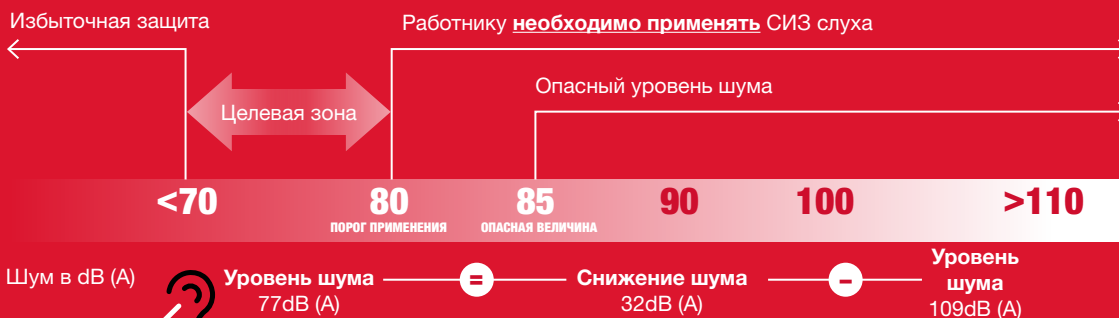 Избыточная защита
Работнику необходимо применять СИЗ слуха
Опасный уровень шума
Целевая зона
<70
80
85
90
100
>110
ПОРОГ ПРИМЕНЕНИЯ
ОПАСНАЯ ВЕЛИЧИНА
Шум в dB (A)
Уровень шума
77dB (A)
=
Снижение шума
32dB (A)
–
Уровень
шума
109dB (A)